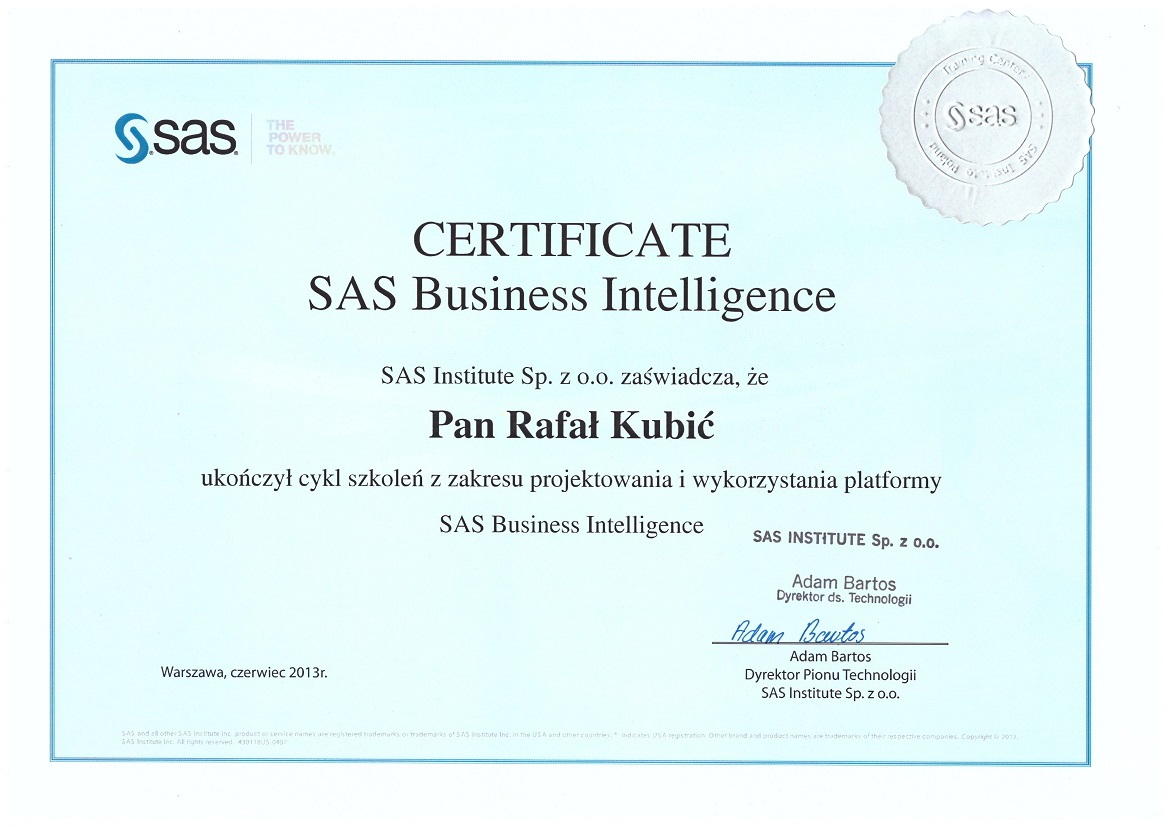 sas
THE
POWER
TO KNOW.
Training Center
sas
SAS Institute Poland
CERTIFICATE
SAS Business Intelligence
SAS Institute Sp. z o.o. zaświadcza, że
Pan Rafał Kubić
ukończył cykl szkoleń z zakresu projektowania i wykorzystania platformy
SAS Business Intelligence
SAS INSTITUTE Sp. z o.o.
Adam Bartos
Dyrektor ds. Technologii
Adam Bartos
Adam Bartos
Dyrektor Pionu Technologii
SAS Institute Sp. z o.o.
Warszawa, czerwiec 2013r.
SAS and all other SAS Institute Inc. product or service names are registered trademarks or trademarks of SAS Institute Inc. in the USA and other countries. ® indicates USA registration. Other brand and product names are trademarks of their respective companies. Copyright © 2013,
SAS Institute Inc. All rights reserved.